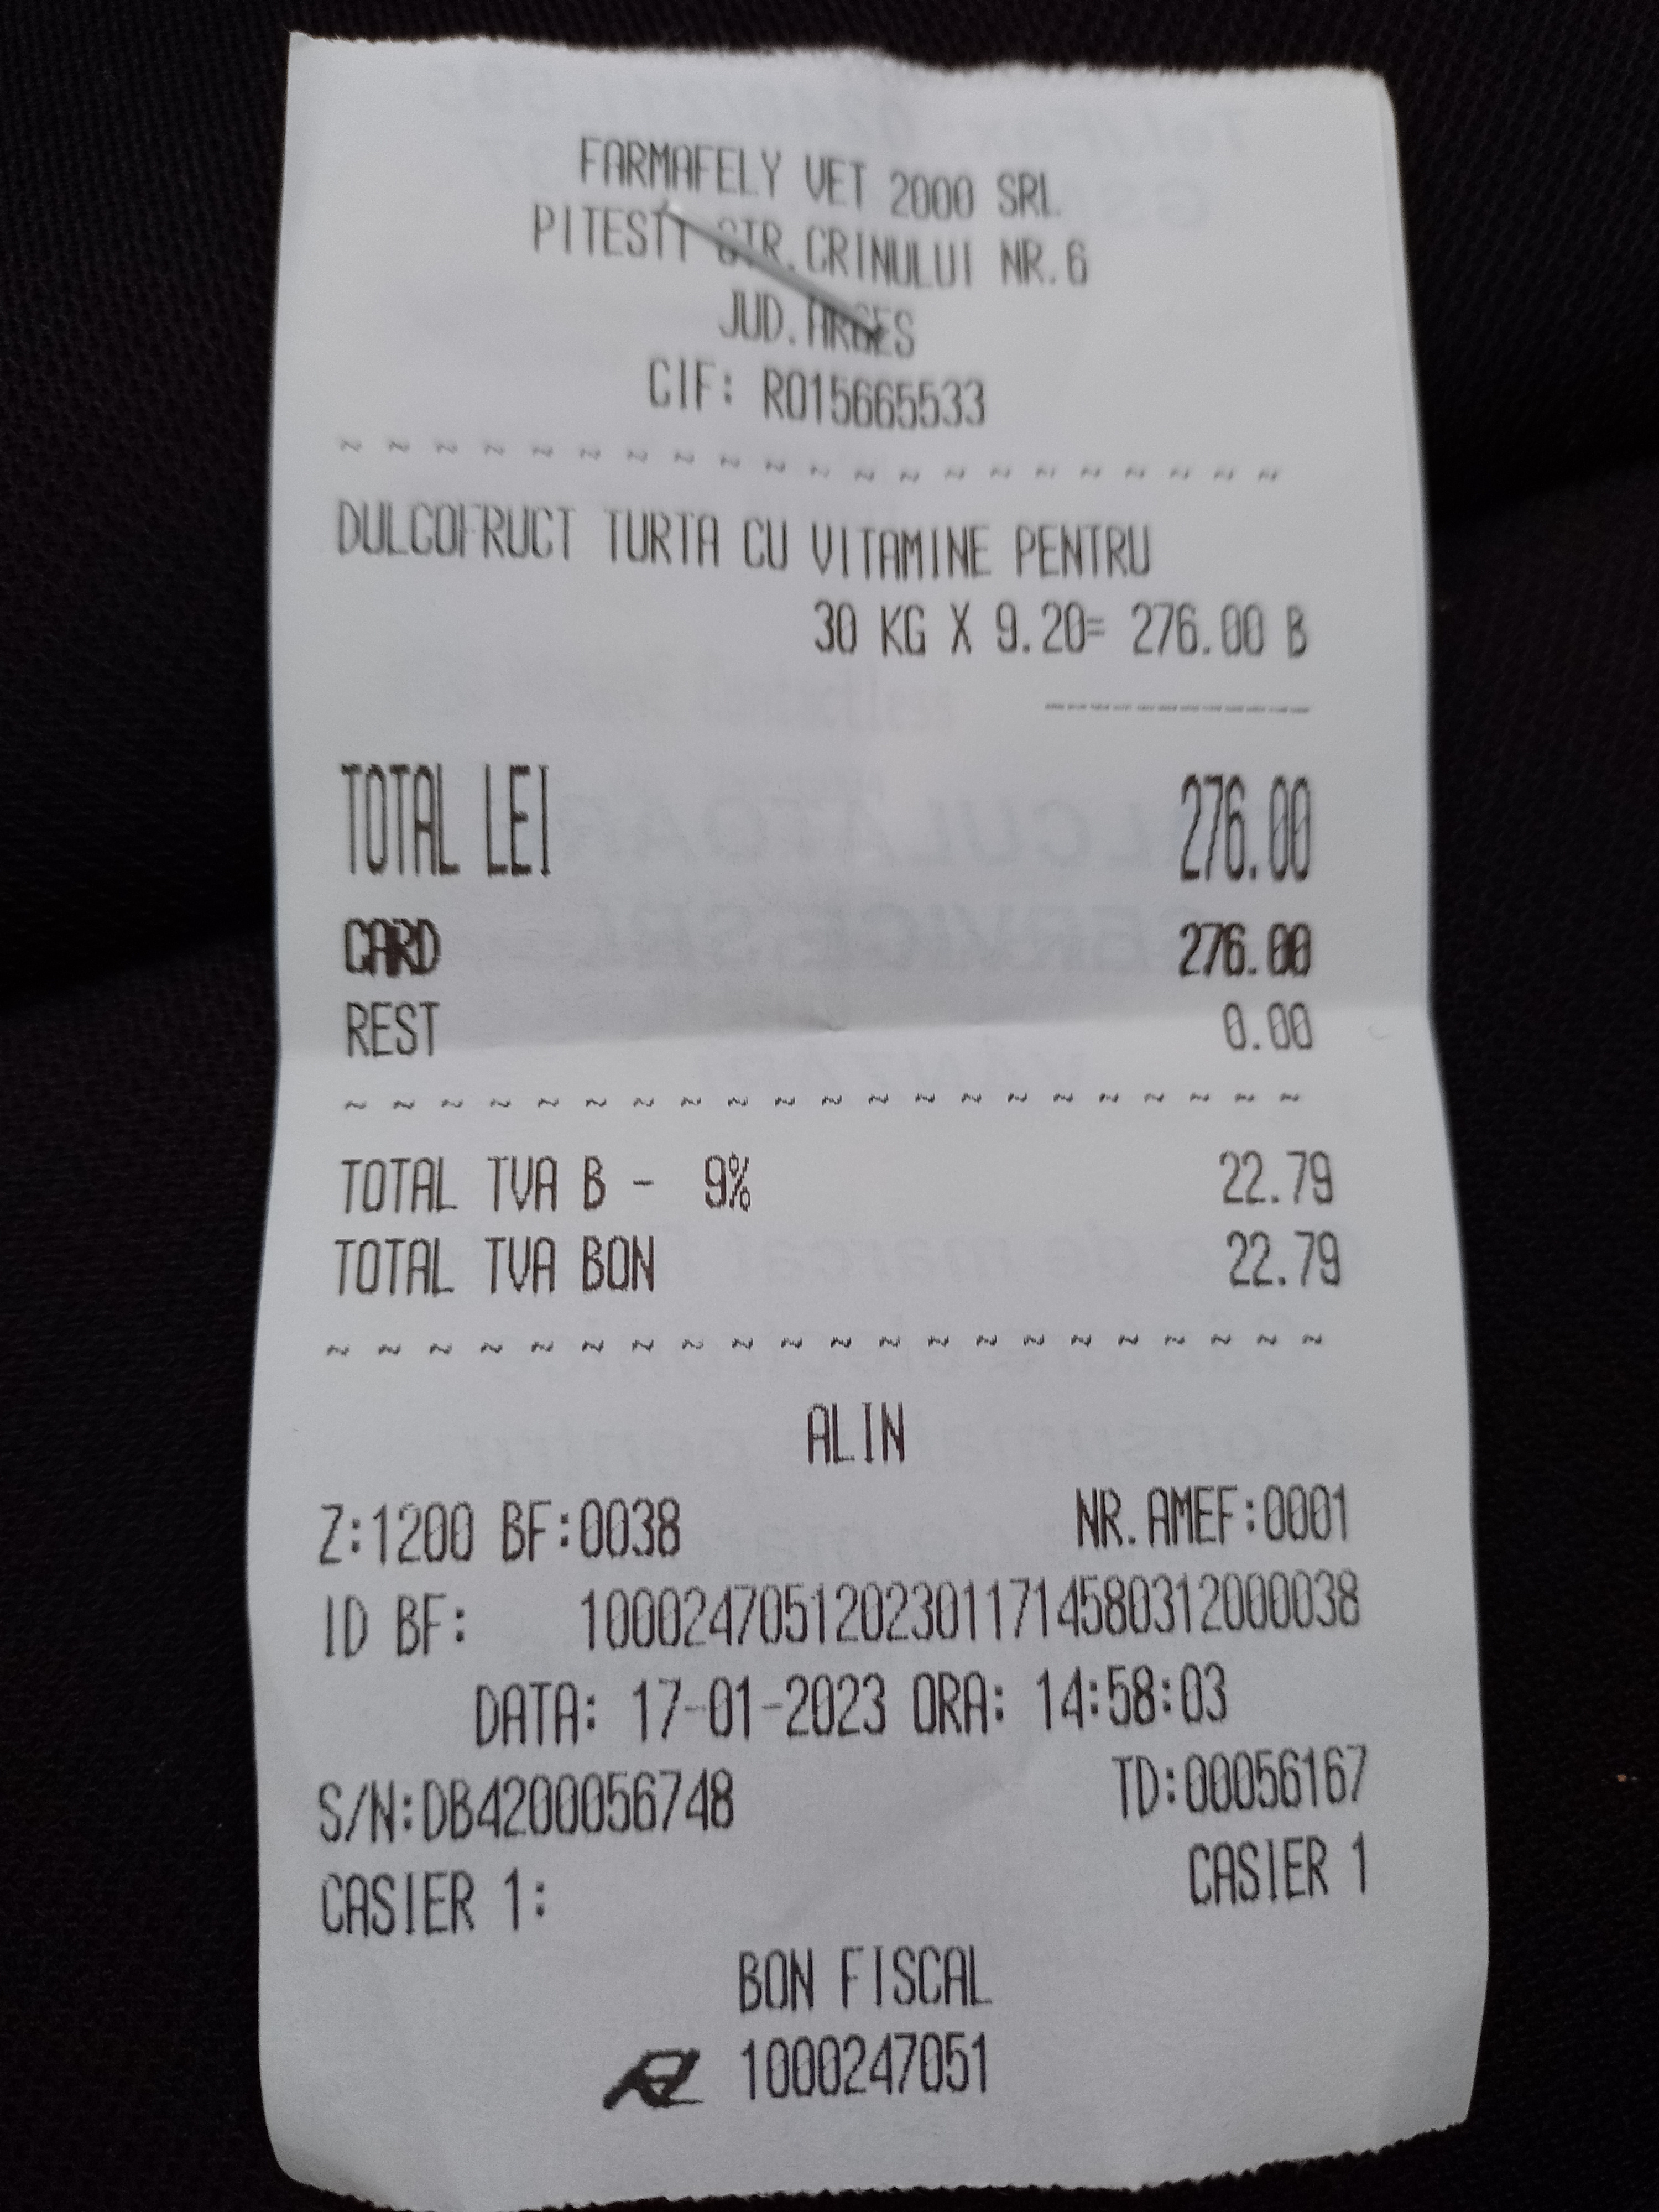 FARMAFELY VET 2000 SRL
PITESTI STR.CRINULUI NR.6
JUD.ARGES
CIF: RO15665533
~ ~ ~ ~ ~ ~ ~ ~ ~ ~ ~ ~ ~ ~ ~ ~ ~ ~ ~ ~ ~
DULCOFRUCT TURTA CU VITAMINE PENTRU
30 KG X 9.20= 276.00 B
------------
TOTAL LEI 276.00
CARD 276.00
REST 0.00
~ ~ ~ ~ ~ ~ ~ ~ ~ ~ ~ ~ ~ ~ ~ ~ ~ ~ ~ ~ ~
TOTAL TVA B - 9% 22.79
TOTAL TVA BON 22.79
~ ~ ~ ~ ~ ~ ~ ~ ~ ~ ~ ~ ~ ~ ~ ~ ~ ~ ~ ~
ALIN
Z:1200 BF:0038 NR.AMEF:0001
ID BF: 10002470512023011714580312000038
DATA: 17-01-2023 ORA: 14:58:03
S/N:DB4200056748 TD:00056167
CASIER 1: CASIER 1
BON FISCAL
1000247051